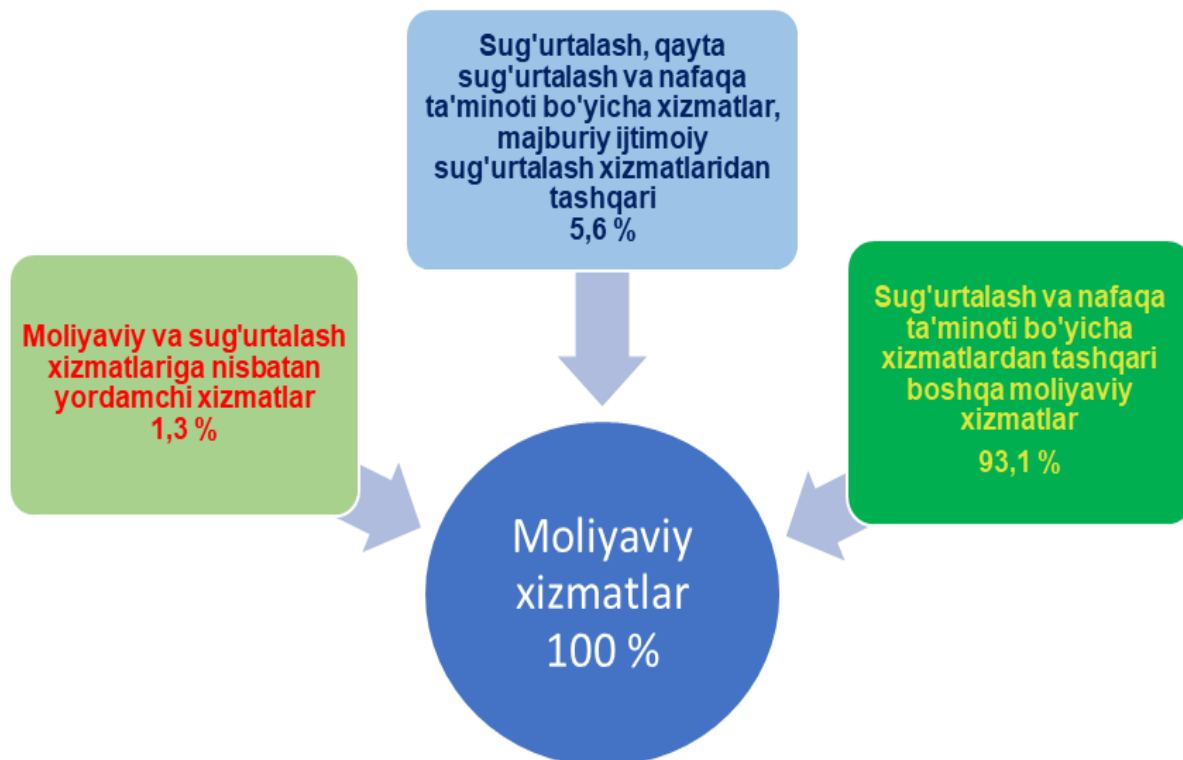 Sug'urtalash, qayta
sug'urtalash va nafaqa
ta'minoti bo'yicha xizmatlar,
majburiy ijtimoiy
sug'urtalash xizmatlaridan
tashqari
5,6 %
Moliyaviy va sug'urtalash
xizmatlariga nisbatan
yordamchi xizmatlar
1,3 %
Sug'urtalash va nafaqa
ta'minoti bo'yicha
xizmatlardan tashqari
boshqa moliyaviy
xizmatlar
93,1 %
Moliyaviy
xizmatlar
100 %